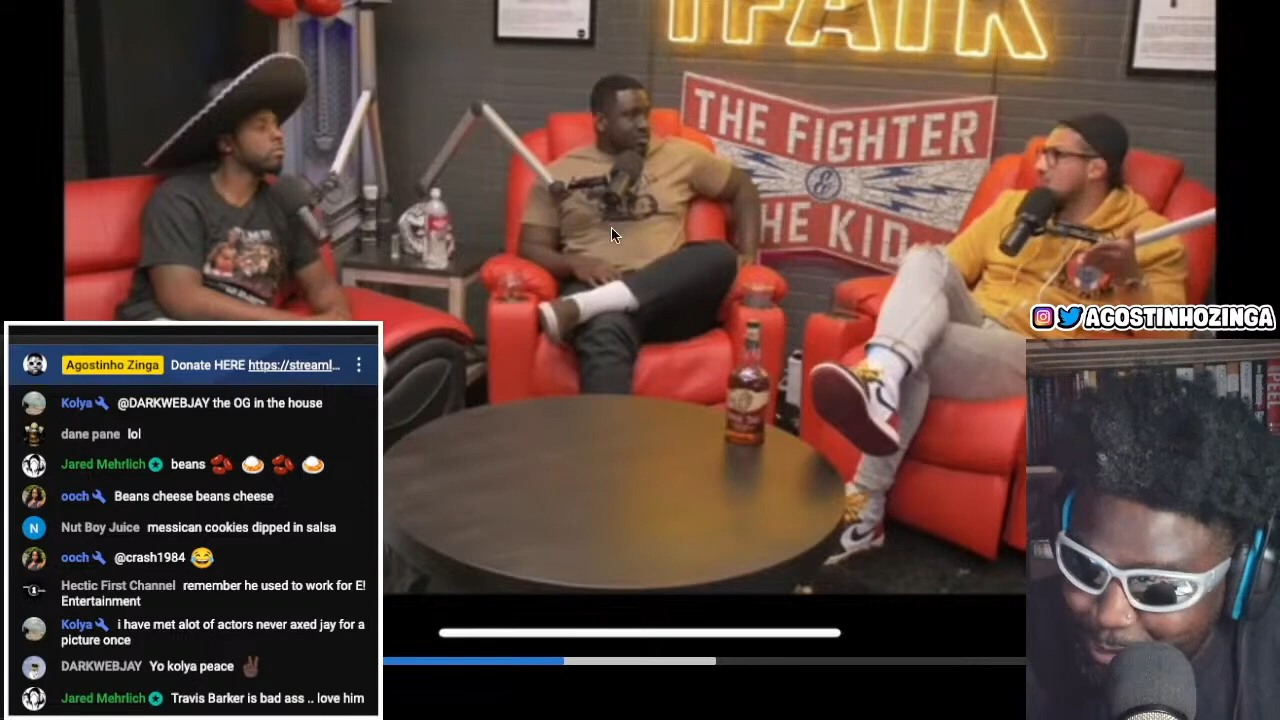 TFATK
THE FIGHTER
&
THE KID
AGOSTINHOZINGA
Agostinho Zinga Donate HERE https://streaml...
Kolya @DARKWEBJAY the OG in the house
dane pane lol
Jared Mehrlich beans 🫘 🍛 🫘 🍛
ooch Beans cheese beans cheese
N Nut Boy Juice messican cookies dipped in salsa
ooch @crash1984 😂
Hectic First Channel remember he used to work for E!
Entertainment
Kolya i have met alot of actors never axed jay for a
picture once
DARKWEBJAY Yo kolya peace ✌🏿
Jared Mehrlich Travis Barker is bad ass .. love him